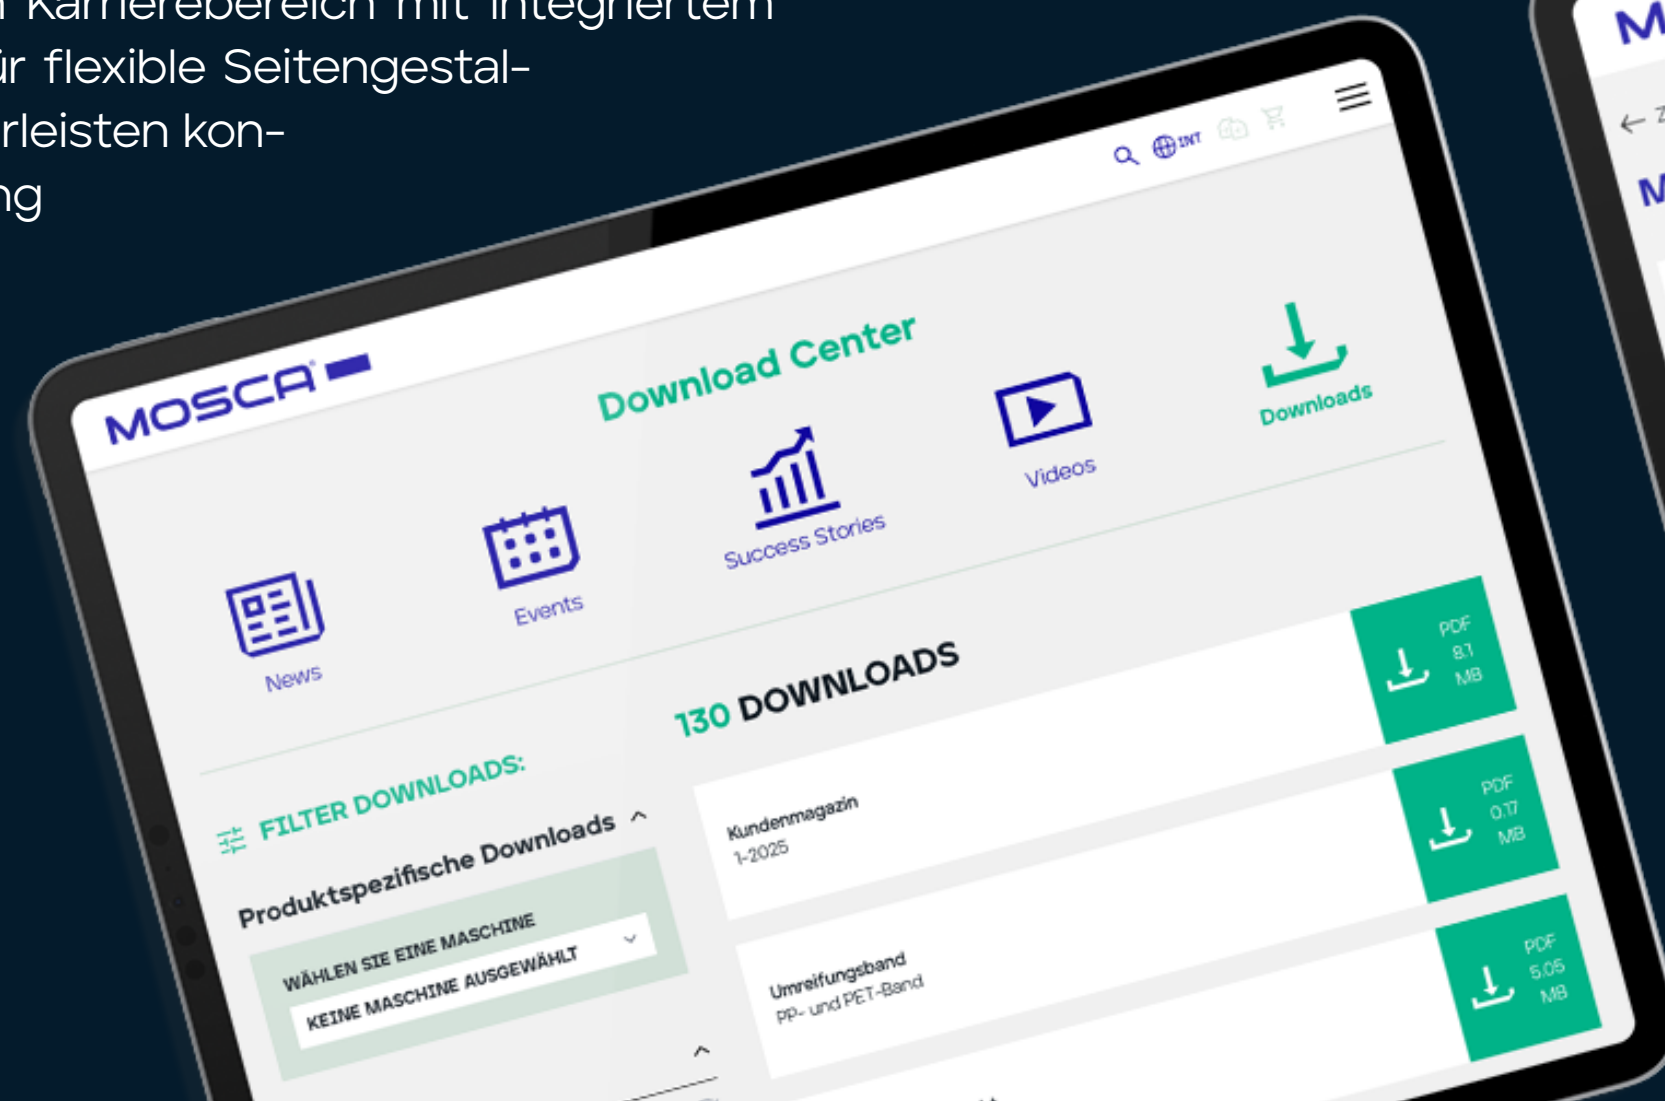 Karrierebereich mit integriertem
ür flexible Seitengestal-
rleisten kon-
ng
MOSCA®
INT
Download Center
News
Events
Success Stories
Videos
Downloads
FILTER DOWNLOADS:
Produktspezifische Downloads
WÄHLEN SIE EINE MASCHINE
KEINE MASCHINE AUSGEWÄHLT
130 DOWNLOADS
Kundenmagazin
1-2025
PDF
8.1
MB
Umreifungsband
PP- und PET-Band
PDF
0.17
MB
PDF
5.05
MB